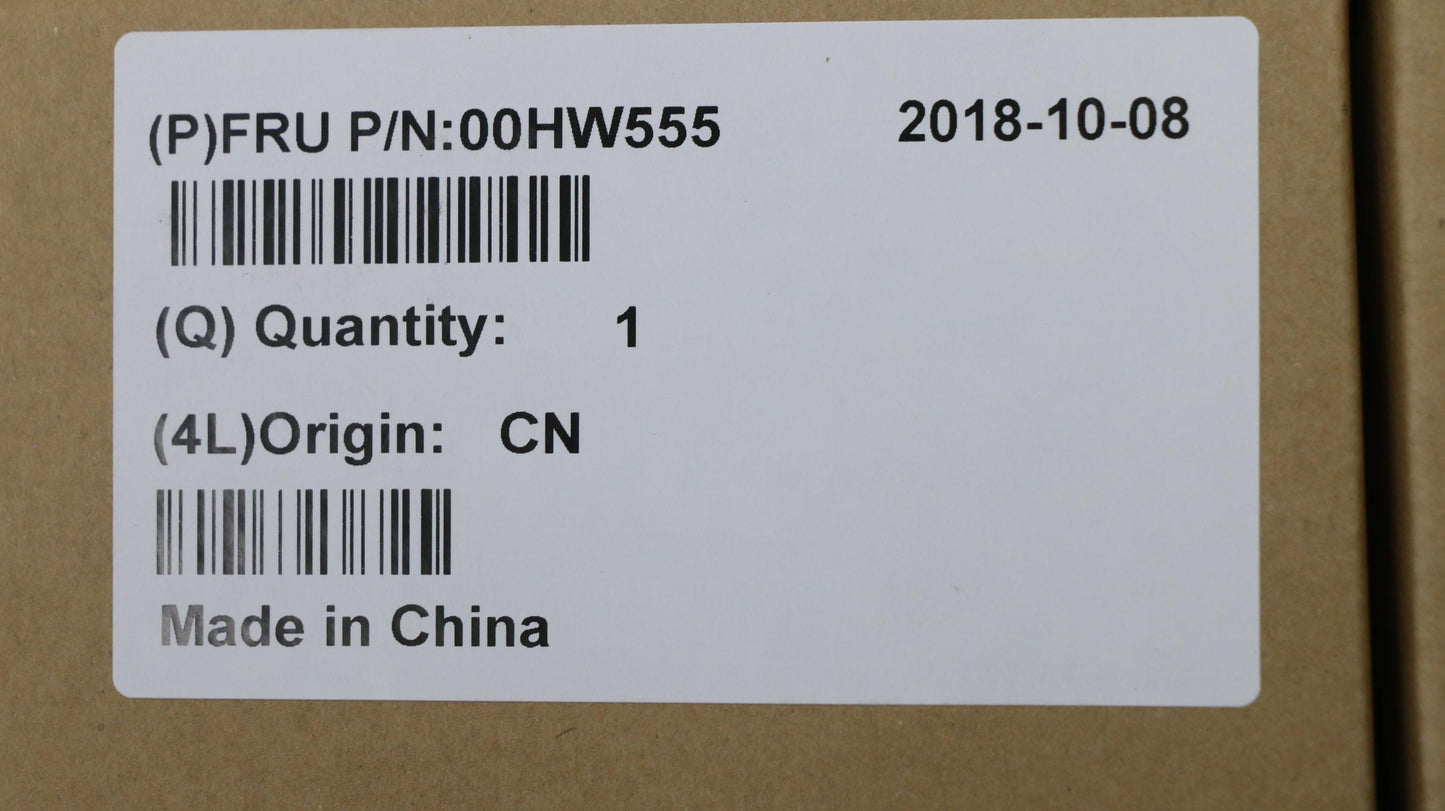 (P)FRU P/N:00HW555 2018-10-08
(Q) Quantity: 1
(4L)Origin: CN
Made in China